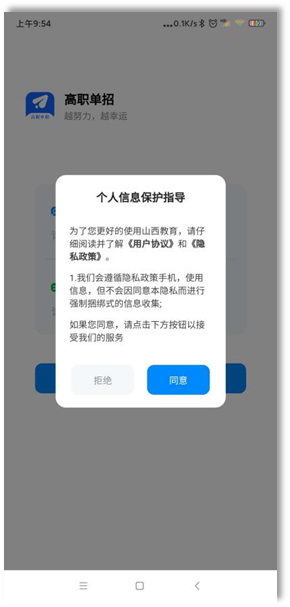 上午9:54
0.1K/s
高职单招
越努力，越幸运
高职单招
个人信息保护指导
为了您更好的使用山西教育，请仔
细阅读并了解《用户协议》和《隐
私政策》。
1.我们会遵循隐私政策手机，使用
信息，但不会因同意本隐私而进行
强制捆绑式的信息收集;
如果您同意，请点击下方按钮以接
受我们的服务
拒绝
同意